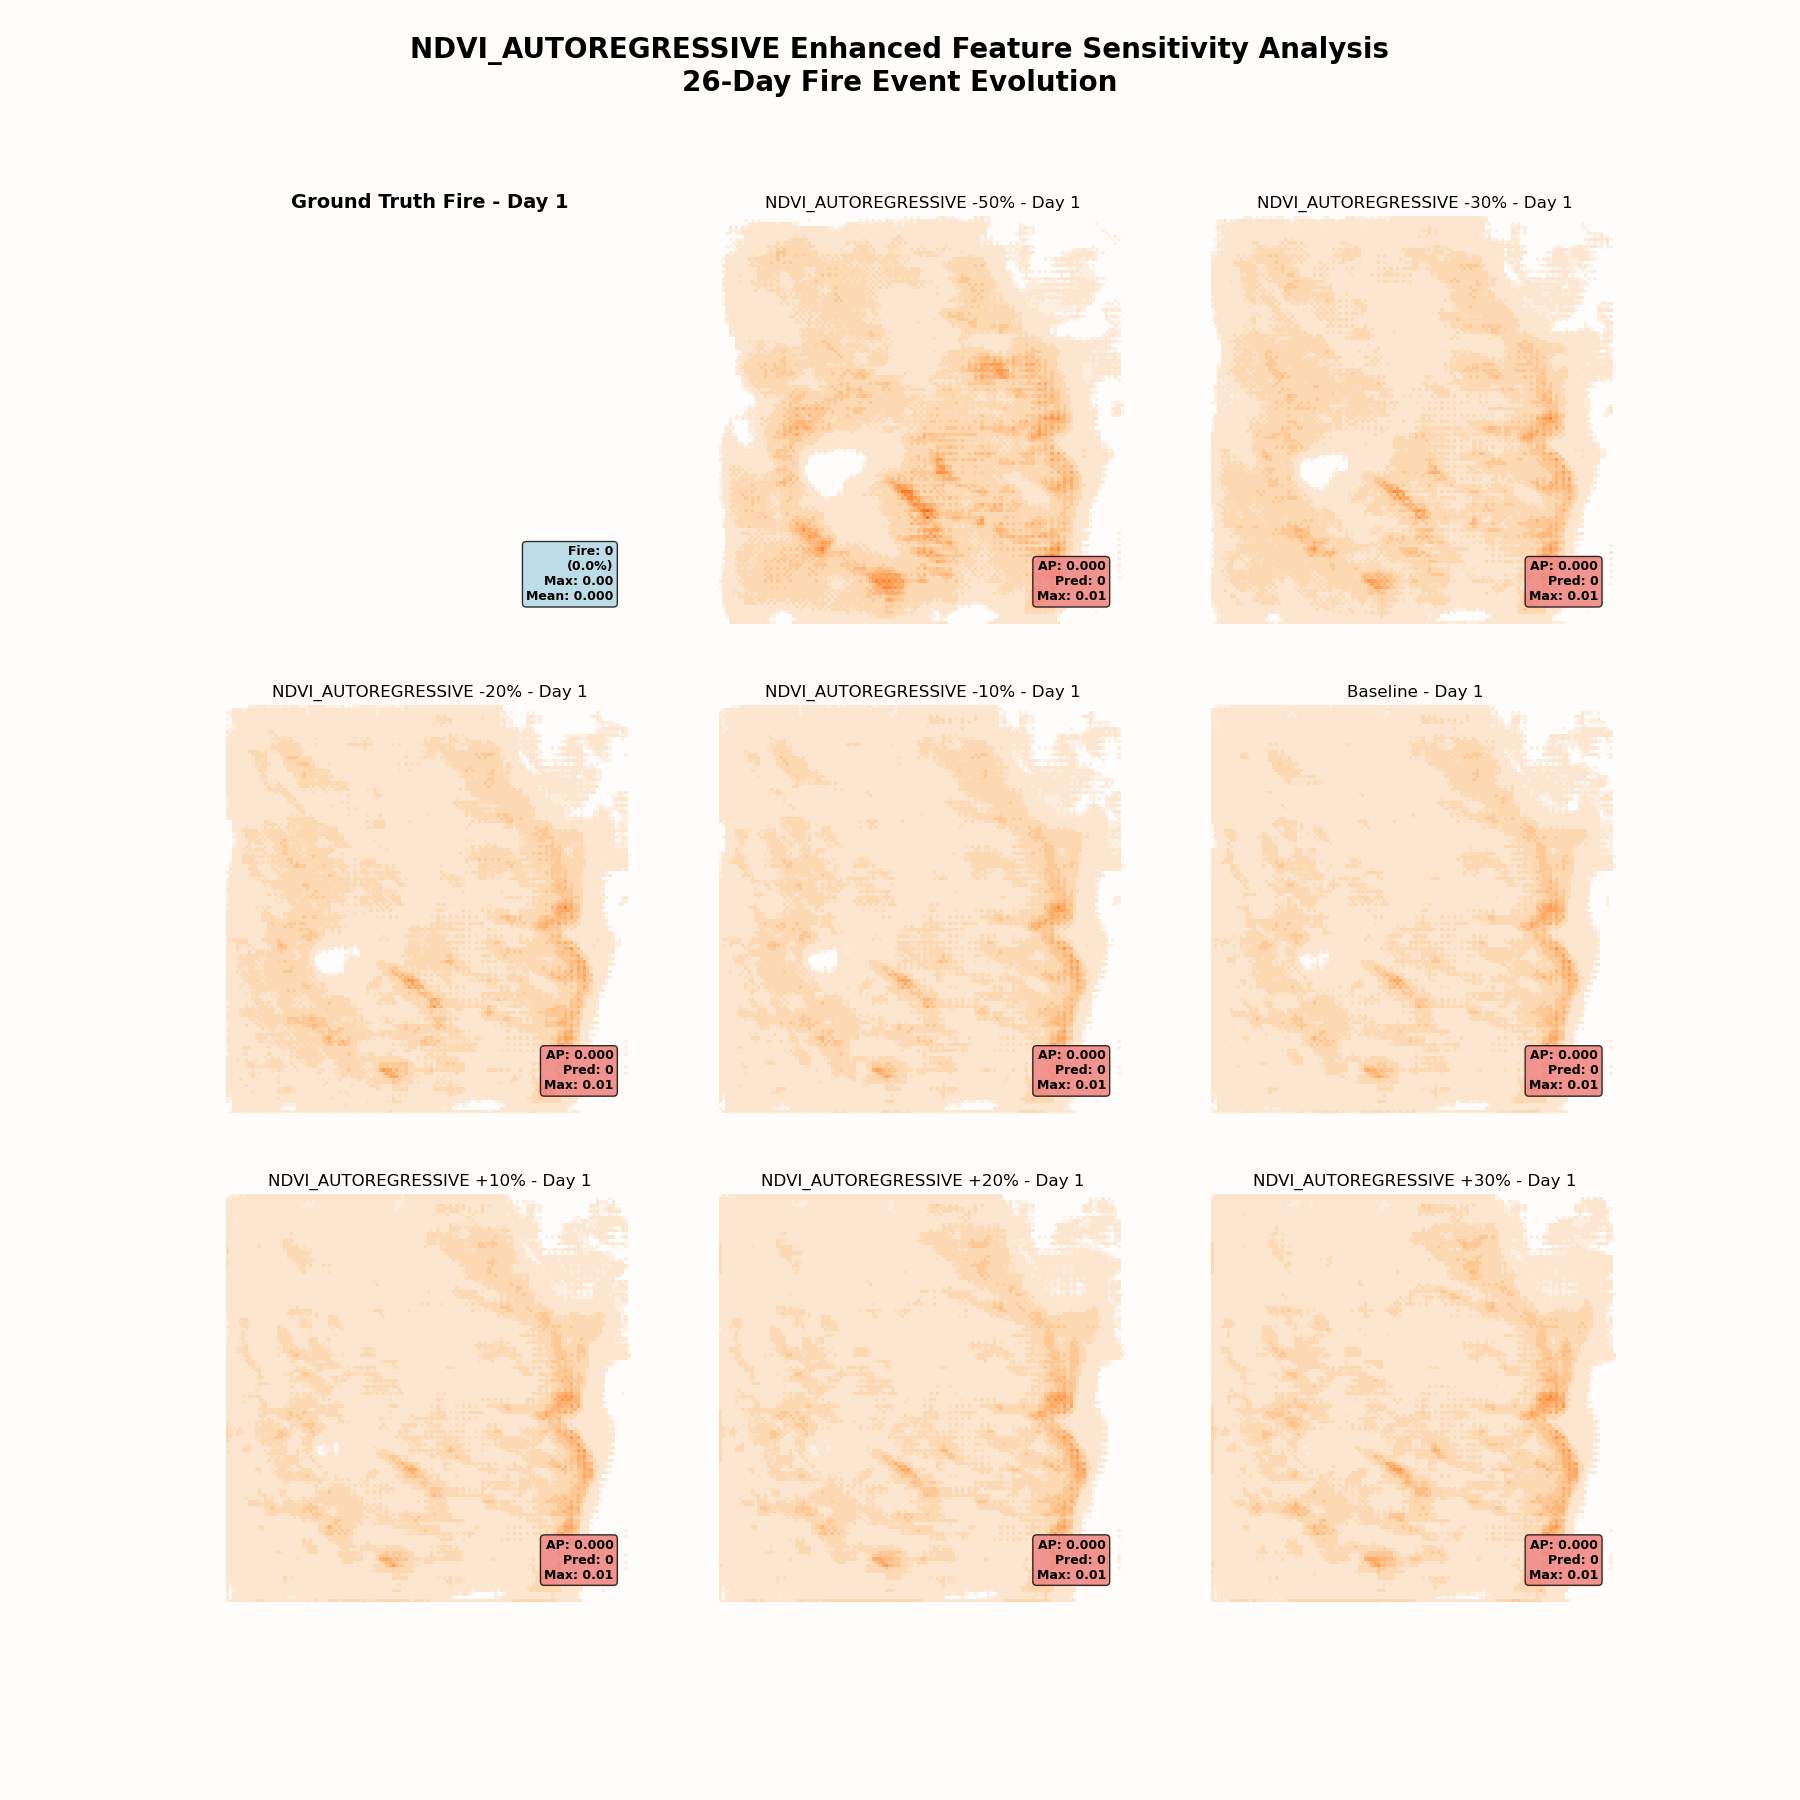 NDVI_AUTOREGRESSIVE Enhanced Feature Sensitivity Analysis
26-Day Fire Event Evolution
Ground Truth Fire - Day 1
Fire: 0
(0.0%)
Max: 0.00
Mean: 0.000
NDVI_AUTOREGRESSIVE -50% - Day 1
AP: 0.000
Pred: 0
Max: 0.01
NDVI_AUTOREGRESSIVE -30% - Day 1
AP: 0.000
Pred: 0
Max: 0.01
NDVI_AUTOREGRESSIVE -20% - Day 1
AP: 0.000
Pred: 0
Max: 0.01
NDVI_AUTOREGRESSIVE -10% - Day 1
AP: 0.000
Pred: 0
Max: 0.01
Baseline - Day 1
AP: 0.000
Pred: 0
Max: 0.01
NDVI_AUTOREGRESSIVE +10% - Day 1
AP: 0.000
Pred: 0
Max: 0.01
NDVI_AUTOREGRESSIVE +20% - Day 1
AP: 0.000
Pred: 0
Max: 0.01
NDVI_AUTOREGRESSIVE +30% - Day 1
AP: 0.000
Pred: 0
Max: 0.01